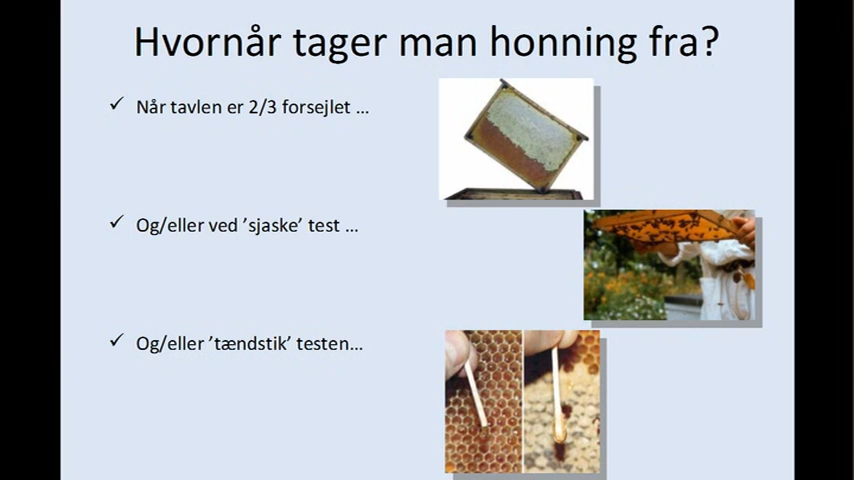 Hvornår tager man honning fra?
Når tavlen er 2/3 forsejlet ...
Og/eller ved ’sjaske’ test ...
Og/eller ’tændstik’ testen...